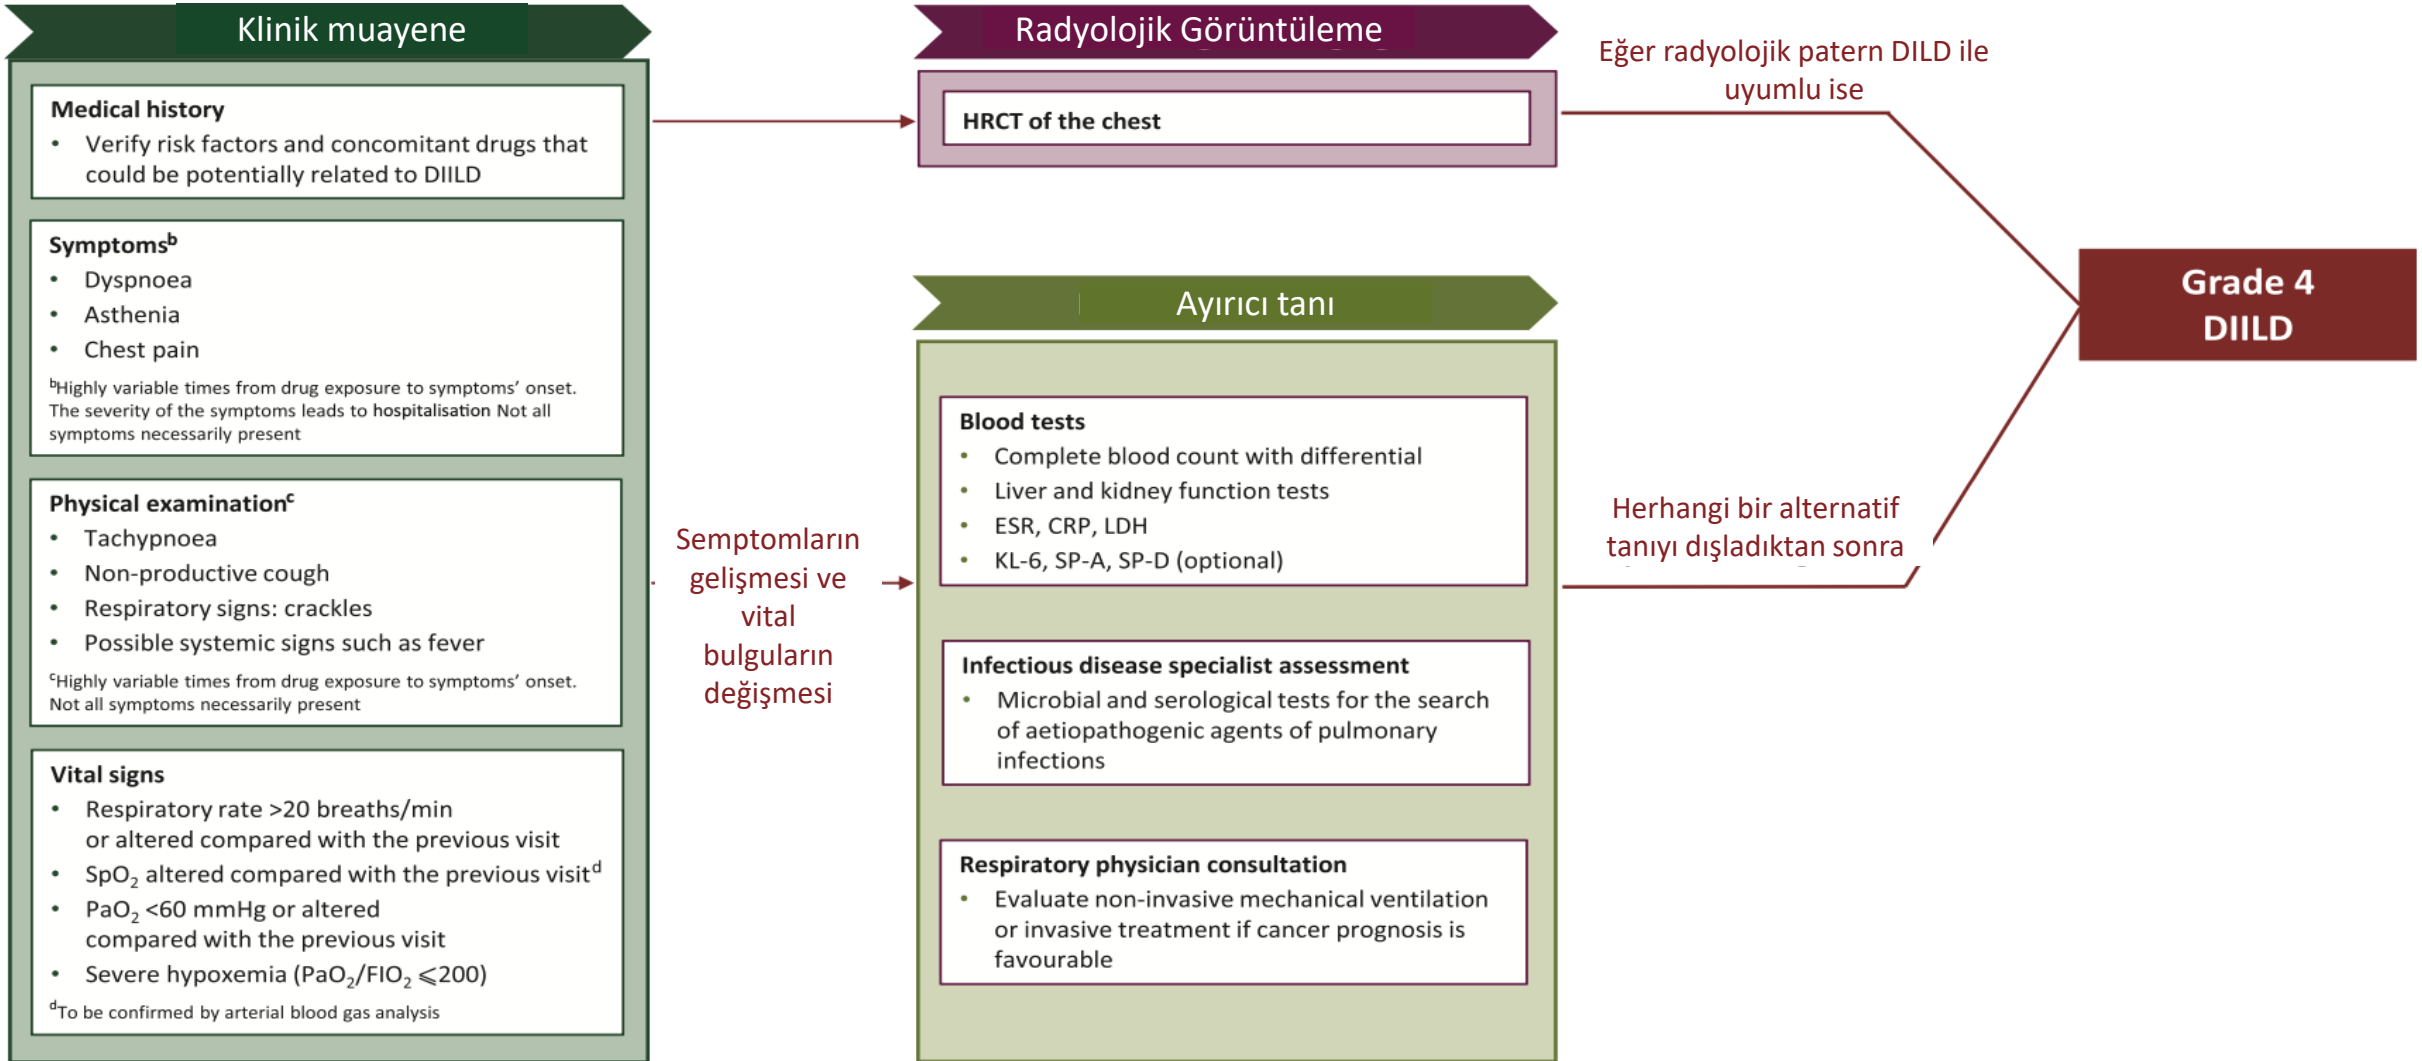 Klinik muayene
Medical history
• Verify risk factors and concomitant drugs that
could be potentially related to DIILD
Symptomsᵇ
• Dyspnoea
• Asthenia
• Chest pain
ᵇHighly variable times from drug exposure to symptoms' onset.
The severity of the symptoms leads to hospitalisation Not all
symptoms necessarily present
Physical examinationᶜ
• Tachypnoea
• Non-productive cough
• Respiratory signs: crackles
• Possible systemic signs such as fever
ᶜHighly variable times from drug exposure to symptoms' onset.
Not all symptoms necessarily present
Vital signs
• Respiratory rate >20 breaths/min
or altered compared with the previous visit
• SpO₂ altered compared with the previous visitᵈ
• PaO₂ <60 mmHg or altered
compared with the previous visit
• Severe hypoxemia (PaO₂/FIO₂ ⩽200)
ᵈTo be confirmed by arterial blood gas analysis
Semptomların
gelişmesi ve
vital
bulguların
değişmesi
Radyolojik Görüntüleme
HRCT of the chest
Ayırıcı tanı
Blood tests
• Complete blood count with differential
• Liver and kidney function tests
• ESR, CRP, LDH
• KL-6, SP-A, SP-D (optional)
Infectious disease specialist assessment
• Microbial and serological tests for the search
of aetiopathogenic agents of pulmonary
infections
Respiratory physician consultation
• Evaluate non-invasive mechanical ventilation
or invasive treatment if cancer prognosis is
favourable
Eğer radyolojik patern DILD ile
uyumlu ise
Herhangi bir alternatif
tanıyı dışladıktan sonra
Grade 4
DIILD